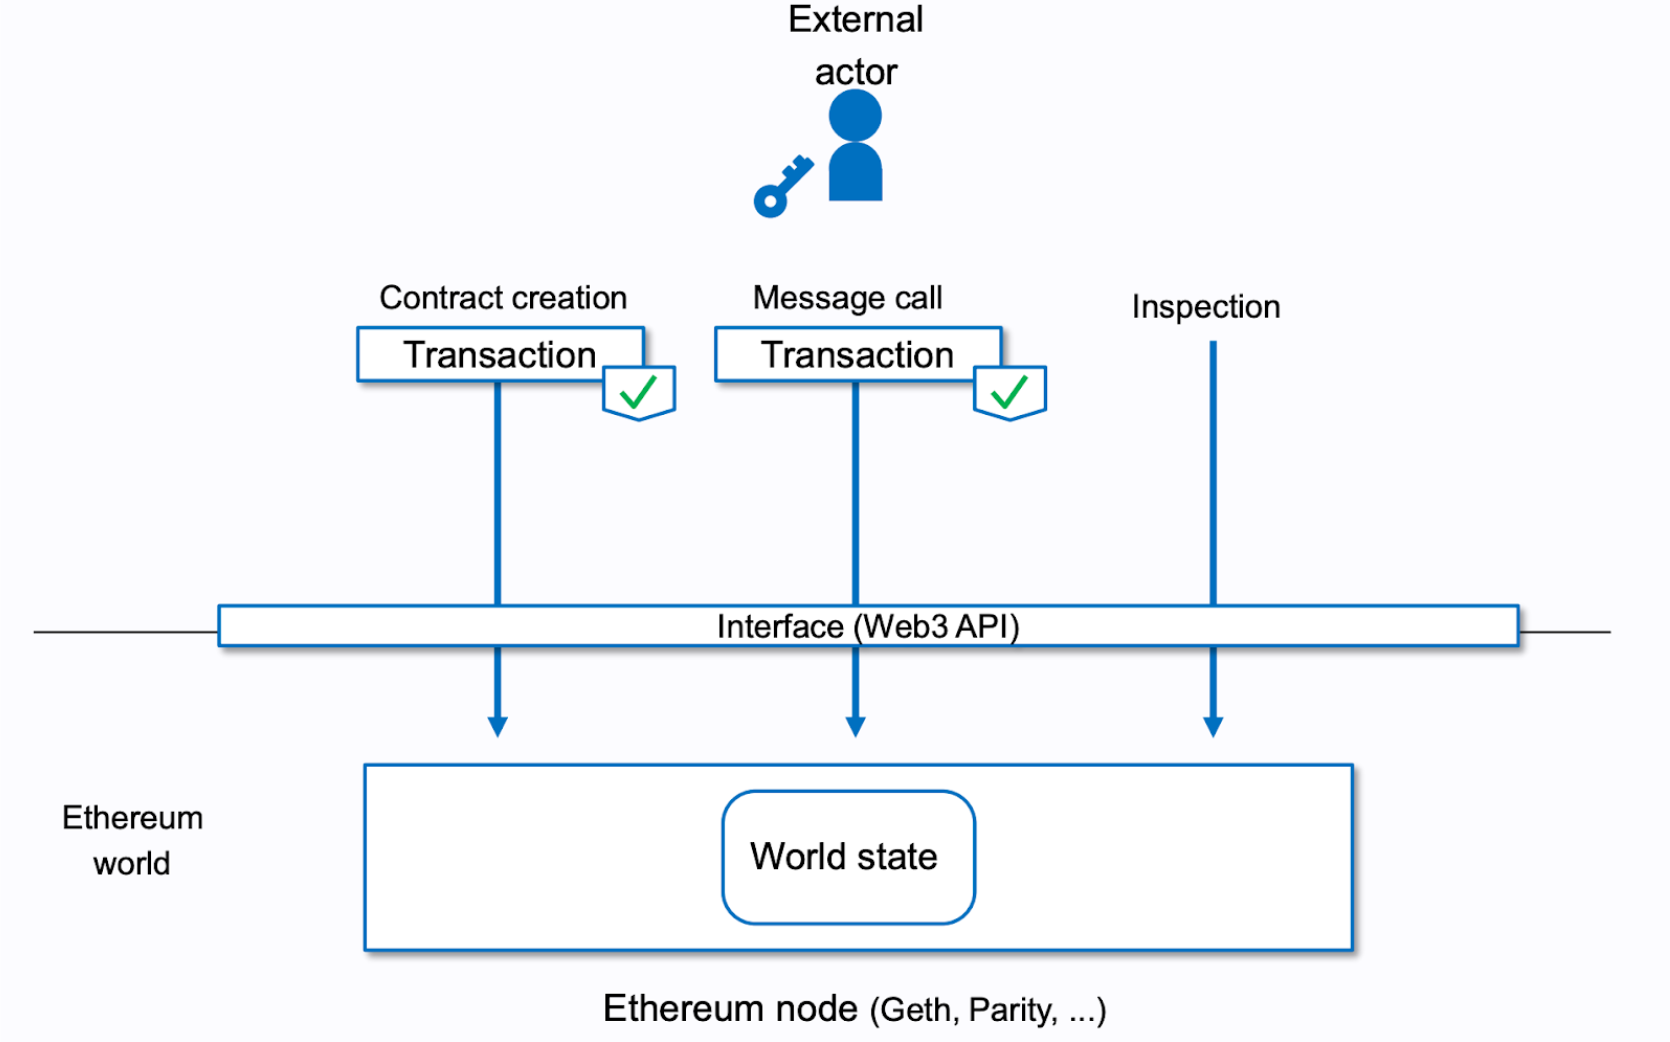 External
actor
Contract creation
Message call
Inspection
Transaction
Transaction
Interface (Web3 API)
Ethereum
world
World state
Ethereum node (Geth, Parity, ...)